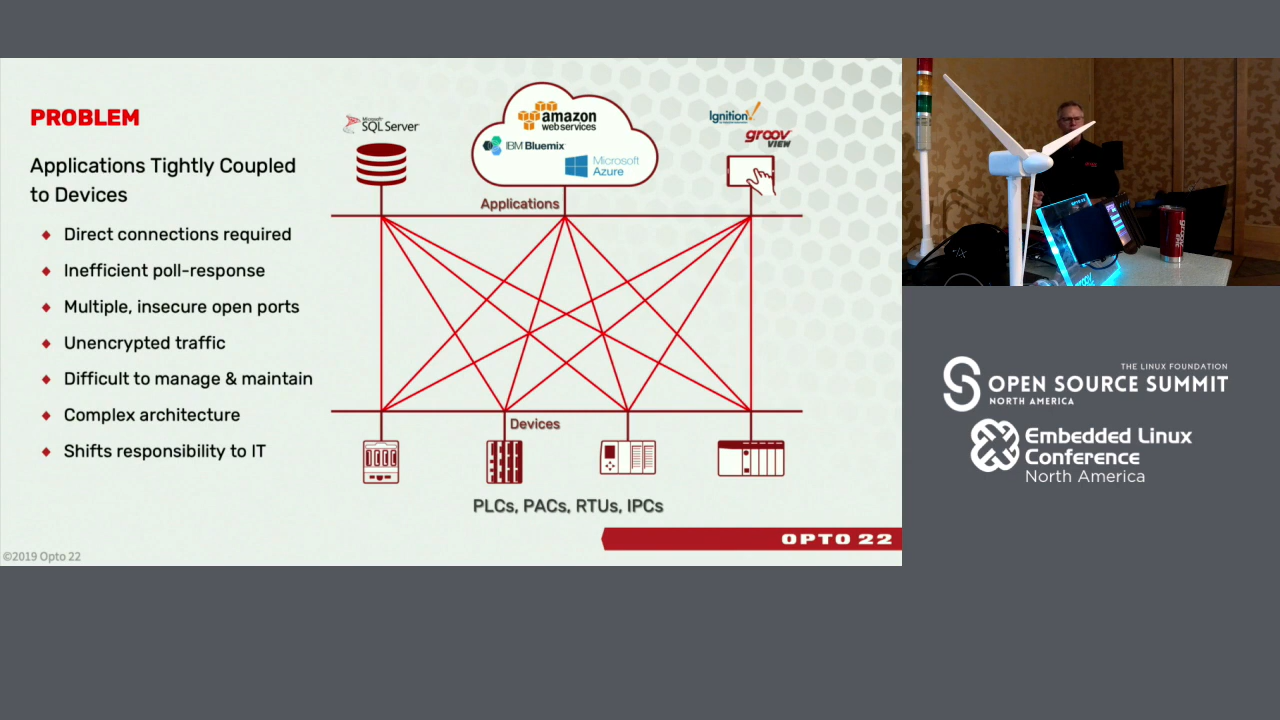 PROBLEM
Applications Tightly Coupled
to Devices
Direct connections required
Inefficient poll-response
Multiple, insecure open ports
Unencrypted traffic
Difficult to manage & maintain
Complex architecture
Shifts responsibility to IT
Microsoft
SQL Server
amazon
webservices
IBM Bluemix
Microsoft
Azure
Ignition!
groov
VIEW
Applications
Devices
PLCs, PACs, RTUs, IPCs
OPTO 22
©2019 Opto 22
THE LINUX FOUNDATION
OPEN SOURCE SUMMIT
NORTH AMERICA
Embedded Linux
Conference
North America